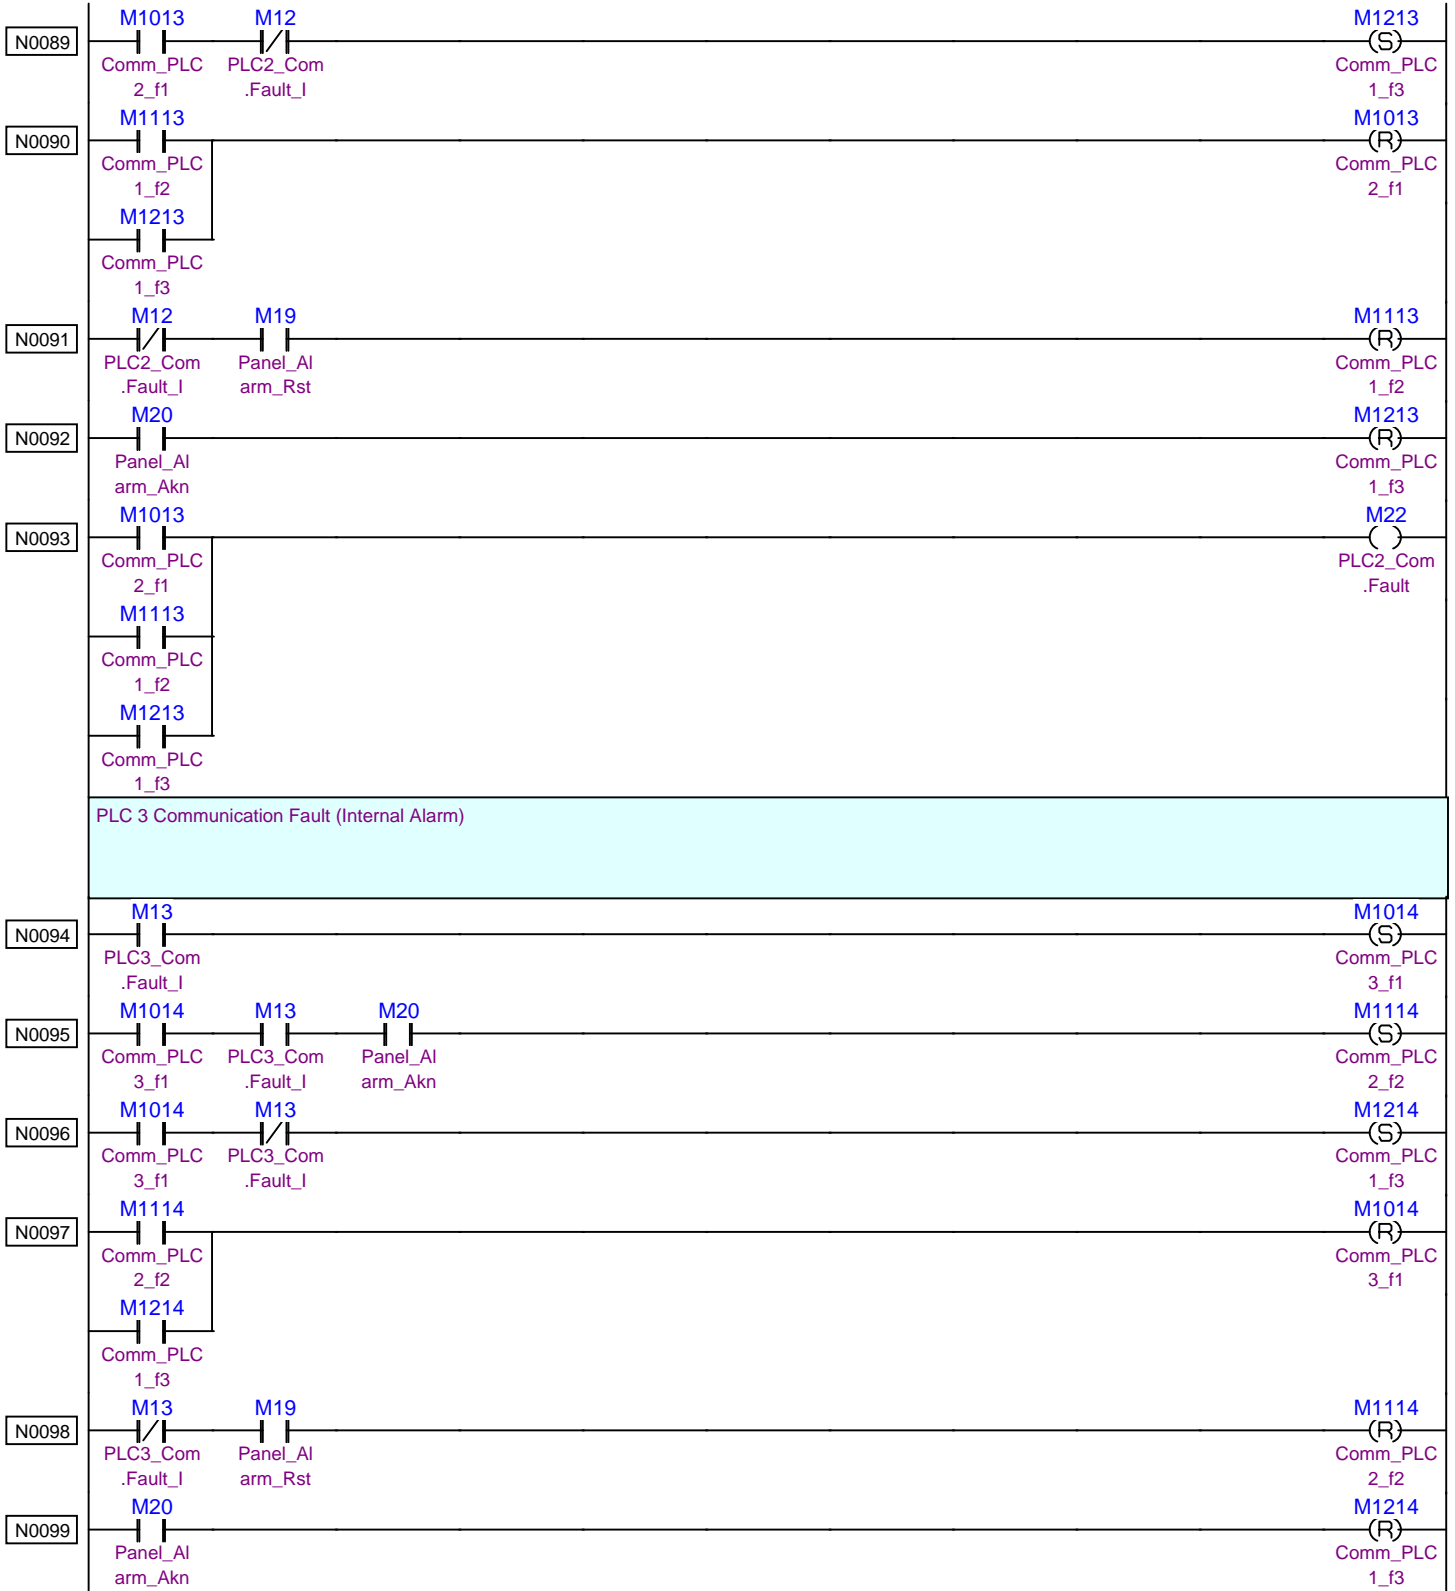 M1013 M12 M1213
N0089
Comm_PLC PLC2_Com Comm_PLC
2_f1 .Fault_I 1_f3
M1113 M1013
N0090
Comm_PLC Comm_PLC
1_f2 2_f1
M1213
Comm_PLC
1_f3
M12 M19 M1113
N0091
PLC2_Com Panel_Al Comm_PLC
.Fault_I arm_Rst 1_f2
M20 M1213
N0092
Panel_Al Comm_PLC
arm_Akn 1_f3
M1013 M22
N0093
Comm_PLC PLC2_Com
2_f1 .Fault
M1113
Comm_PLC
1_f2
M1213
Comm_PLC
1_f3
PLC 3 Communication Fault (Internal Alarm)
M13 M1014
N0094 S
PLC3_Com Comm_PLC
.Fault_I 3_f1
M1014 M13 M20 M1114
N0095 S
Comm_PLC PLC3_Com Panel_Al Comm_PLC
3_f1 .Fault_I arm_Akn 2_f2
M1014 M13 M1214
N0096 S
Comm_PLC PLC3_Com Comm_PLC
3_f1 .Fault_I 1_f3
M1114 M1014
N0097 R
Comm_PLC Comm_PLC
2_f2 3_f1
M1214
Comm_PLC
1_f3
M13 M19 M1114
N0098 R
PLC3_Com Panel_Al Comm_PLC
.Fault_I arm_Rst 2_f2
M20 M1214
N0099 R
Panel_Al Comm_PLC
arm_Akn 1_f3